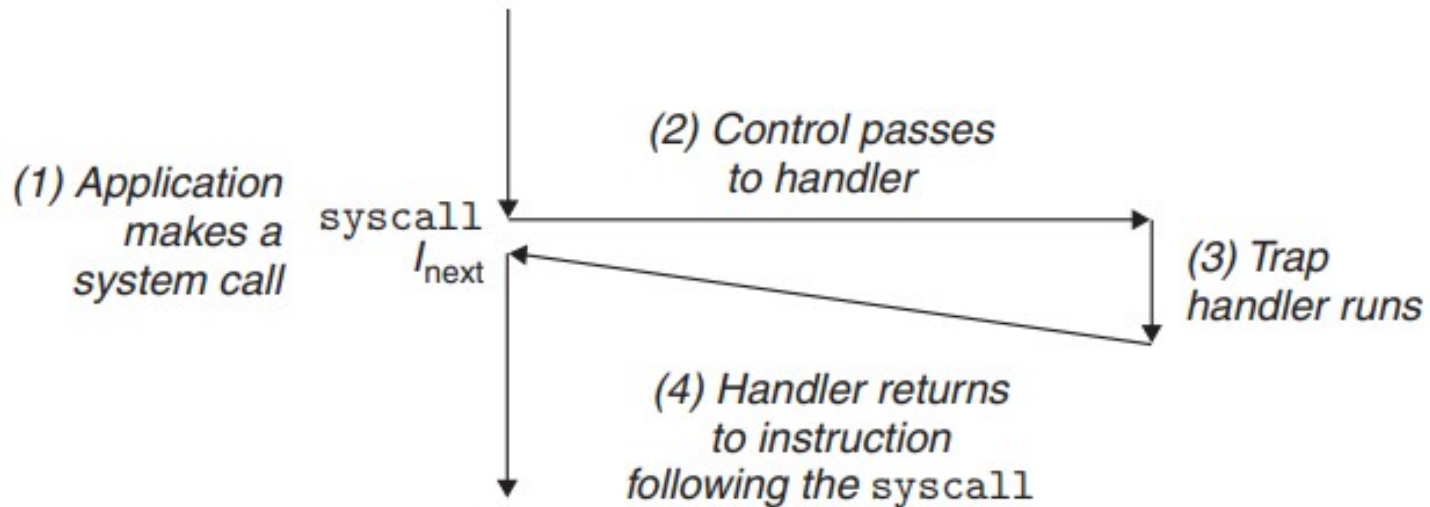 (1) Application
makes a
system call
syscall
Inext
(2) Control passes
to handler
(3) Trap
handler runs
(4) Handler returns
to instruction
following the syscall